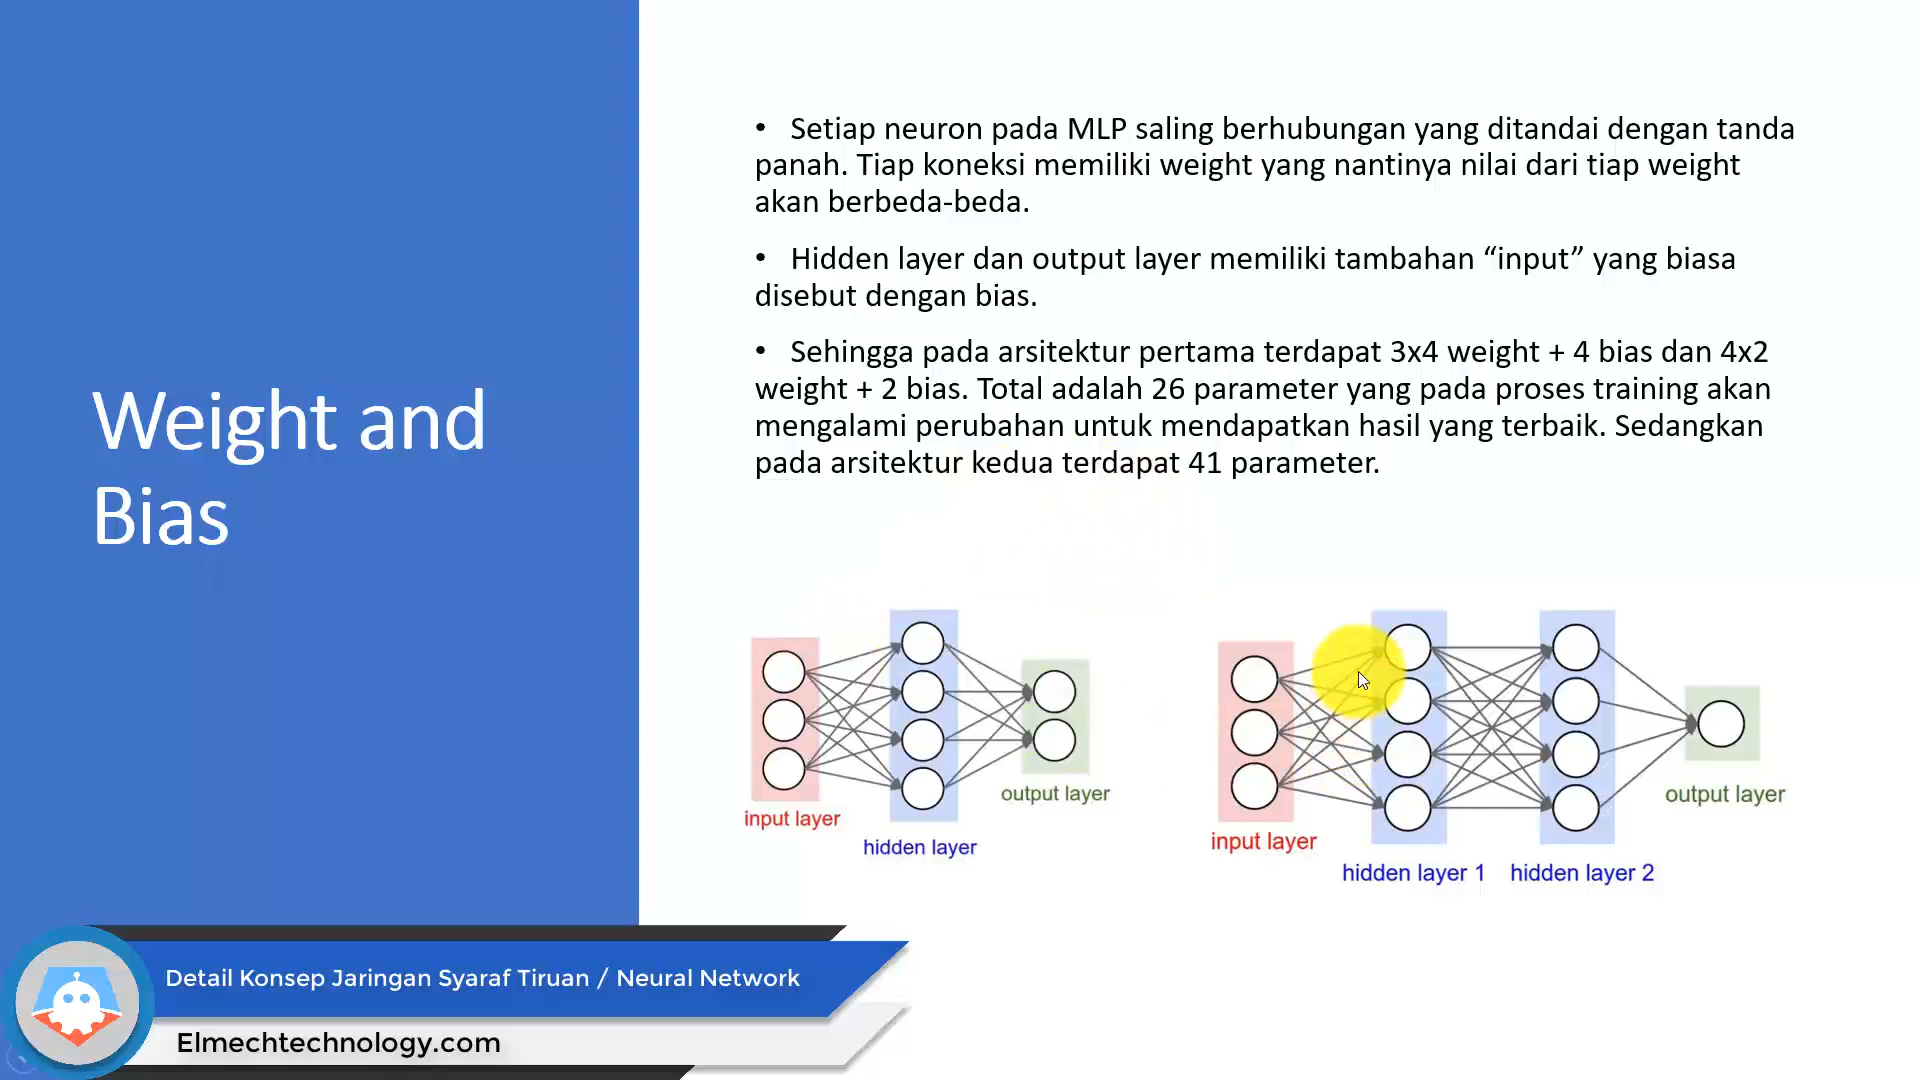 Weight and
Bias
• Setiap neuron pada MLP saling berhubungan yang ditandai dengan tanda
panah. Tiap koneksi memiliki weight yang nantinya nilai dari tiap weight
akan berbeda-beda.
• Hidden layer dan output layer memiliki tambahan “input” yang biasa
disebut dengan bias.
• Sehingga pada arsitektur pertama terdapat 3x4 weight + 4 bias dan 4x2
weight + 2 bias. Total adalah 26 parameter yang pada proses training akan
mengalami perubahan untuk mendapatkan hasil yang terbaik. Sedangkan
pada arsitektur kedua terdapat 41 parameter.
input layer
hidden layer
output layer
input layer
hidden layer 1
hidden layer 2
output layer
Detail Konsep Jaringan Syaraf Tiruan / Neural Network
Elmechtechnology.com